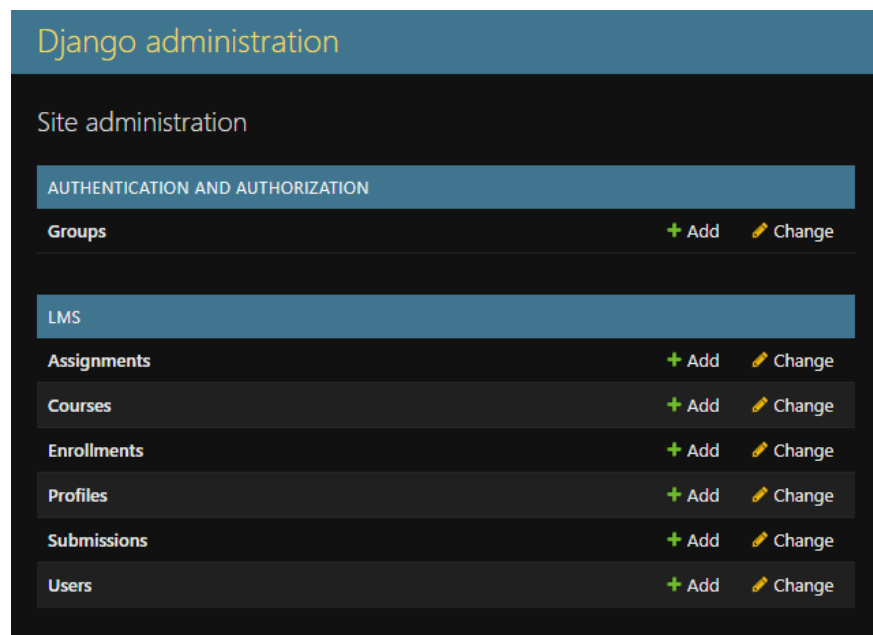 Django administration
Site administration
AUTHENTICATION AND AUTHORIZATION
Groups Add Change
LMS
Assignments Add Change
Courses Add Change
Enrollments Add Change
Profiles Add Change
Submissions Add Change
Users Add Change